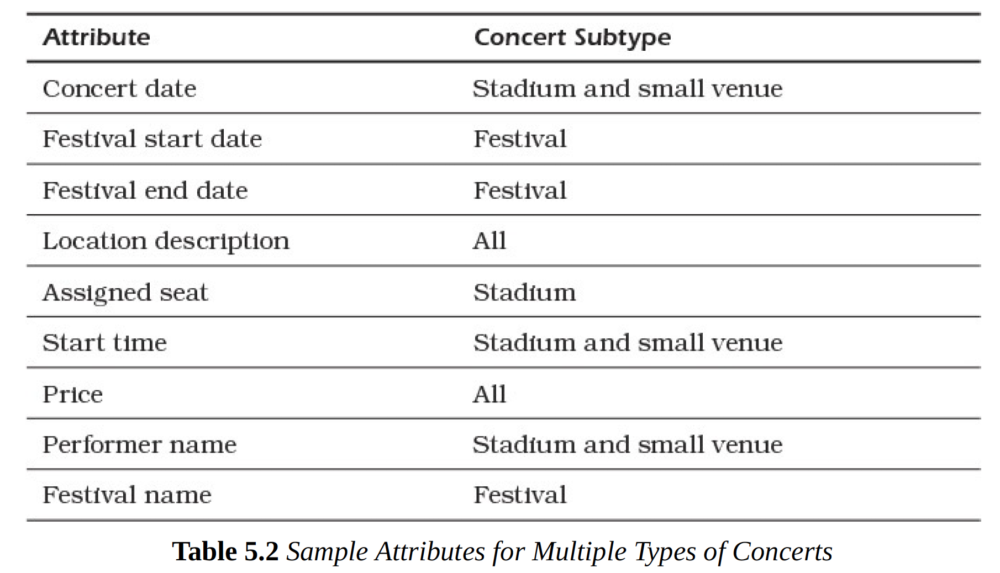 Attribute Concert Subtype
Concert date Stadium and small venue
Festival start date Festival
Festival end date Festival
Location description All
Assigned seat Stadium
Start time Stadium and small venue
Price All
Performer name Stadium and small venue
Festival name Festival
Table 5.2 Sample Attributes for Multiple Types of Concerts